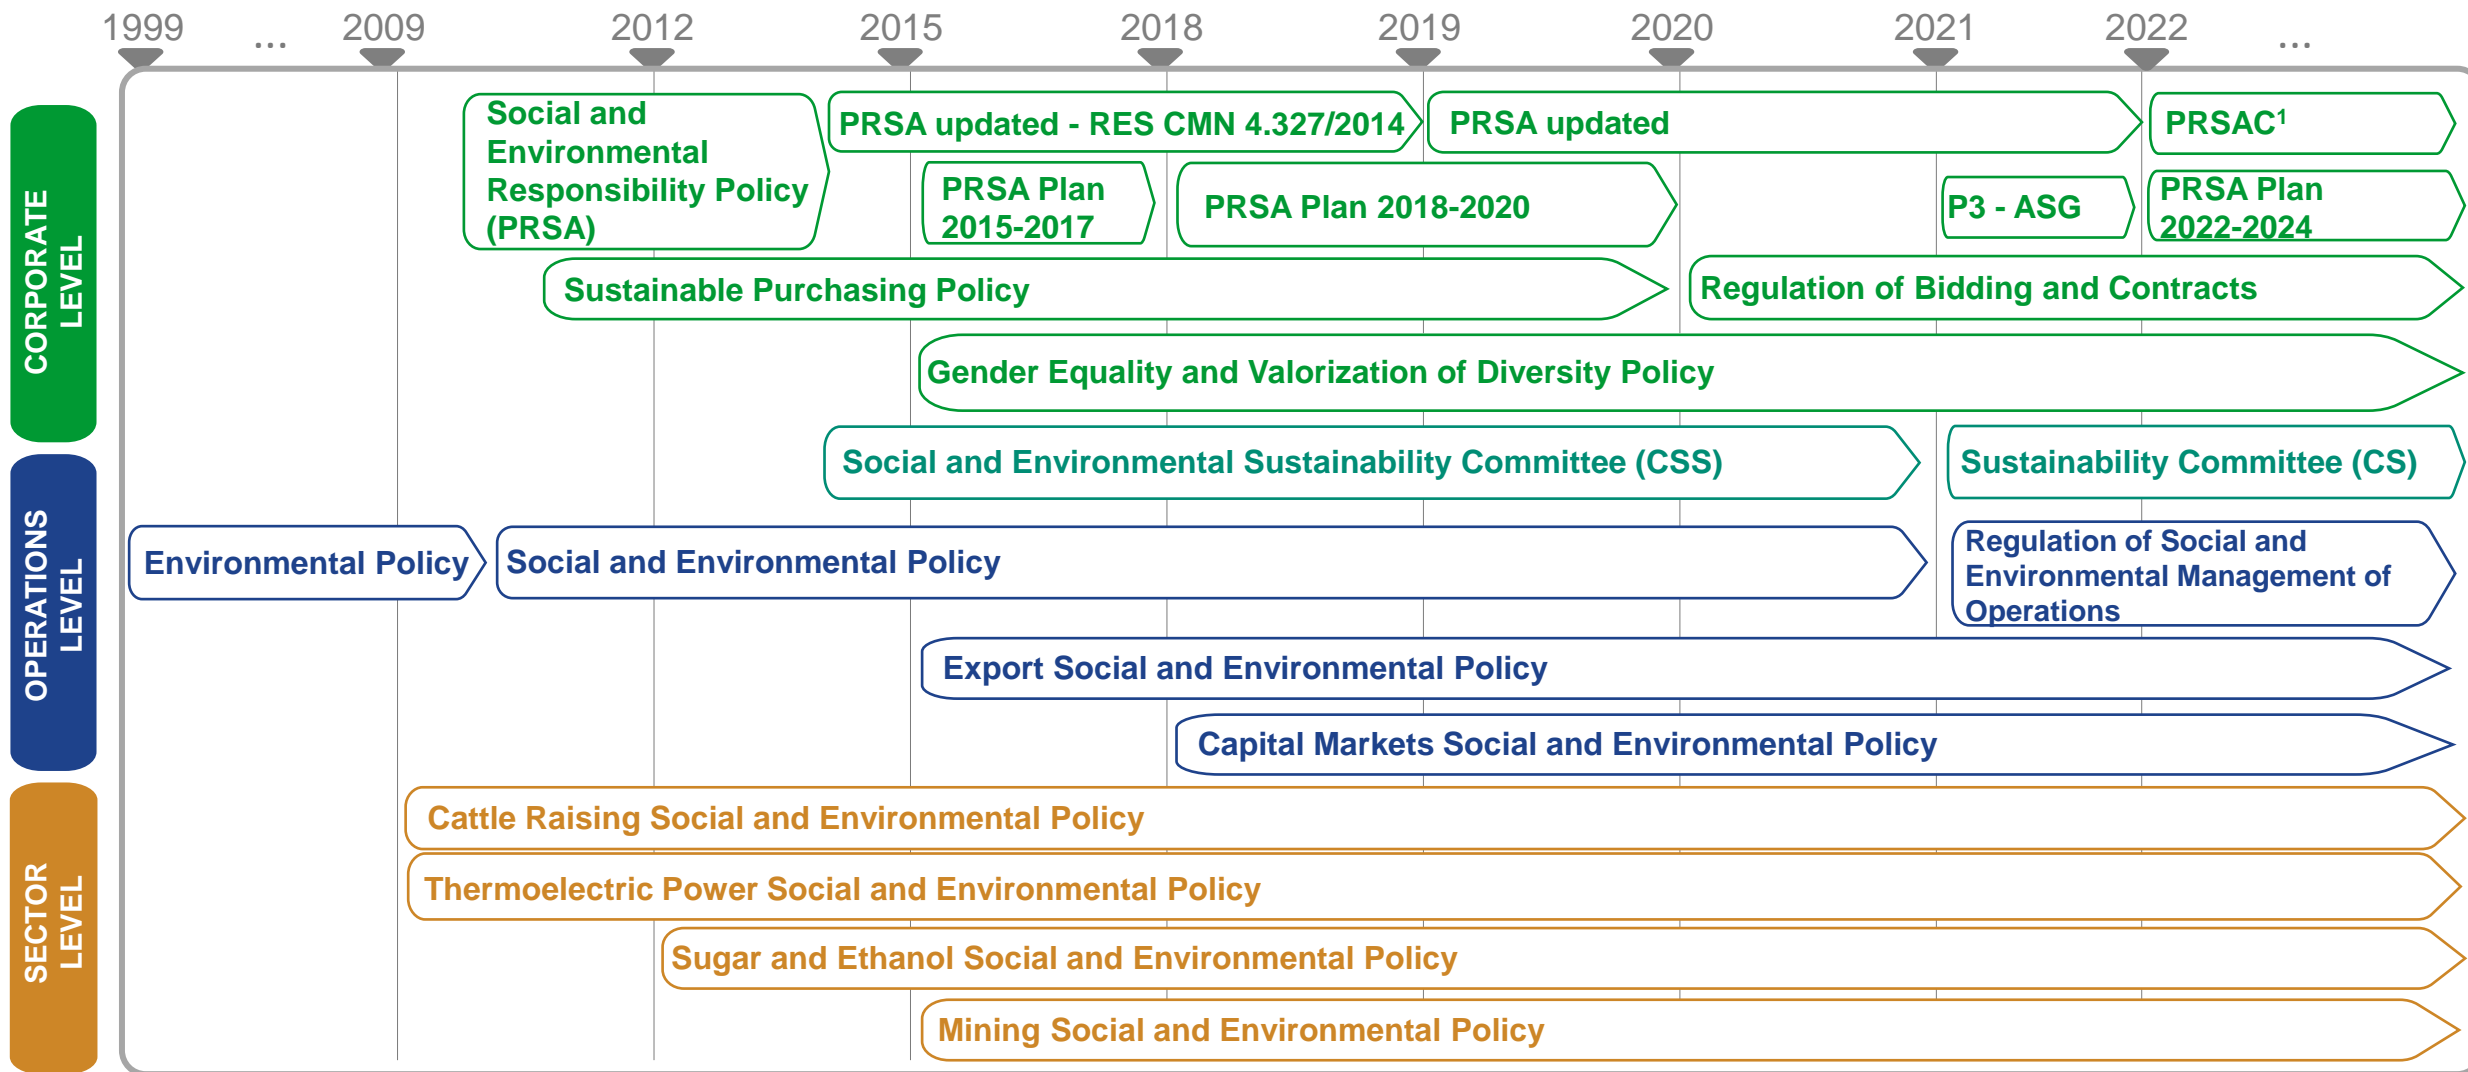 1999 ... 2009 2012 2015 2018 2019 2020 2021 2022 ...
CORPORATE
LEVEL
Social and
Environmental
Responsibility Policy
(PRSA)
PRSA updated - RES CMN 4.327/2014
PRSA updated
PRSAC¹
PRSA Plan
2015-2017
PRSA Plan 2018-2020
P3 - ASG
PRSA Plan
2022-2024
Sustainable Purchasing Policy
Regulation of Bidding and Contracts
Gender Equality and Valorization of Diversity Policy
Social and Environmental Sustainability Committee (CSS)
Sustainability Committee (CS)
OPERATIONS
LEVEL
Environmental Policy
Social and Environmental Policy
Regulation of Social and
Environmental Management of
Operations
Export Social and Environmental Policy
Capital Markets Social and Environmental Policy
SECTOR
LEVEL
Cattle Raising Social and Environmental Policy
Thermoelectric Power Social and Environmental Policy
Sugar and Ethanol Social and Environmental Policy
Mining Social and Environmental Policy